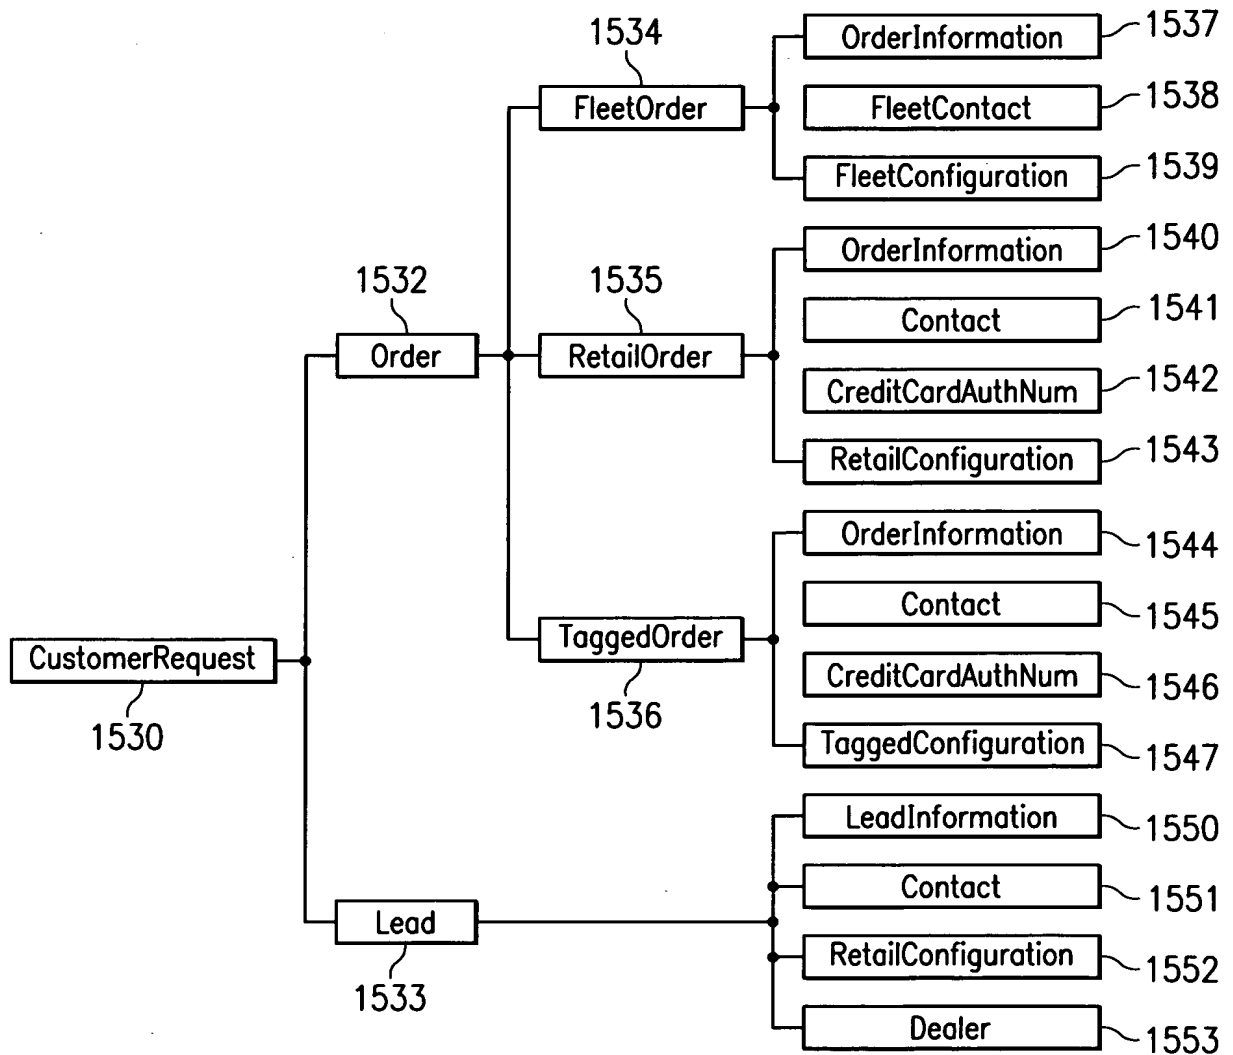 1534
OrderInformation
1537
FleetOrder
FleetContact
1538
FleetConfiguration
1539
OrderInformation
1540
1532
1535
Contact
1541
Order
RetailOrder
CreditCardAuthNum
1542
RetailConfiguration
1543
OrderInformation
1544
Contact
1545
CustomerRequest
TaggedOrder
CreditCardAuthNum
1546
1530
1536
TaggedConfiguration
1547
LeadInformation
1550
Contact
1551
Lead
RetailConfiguration
1552
1533
Dealer
1553